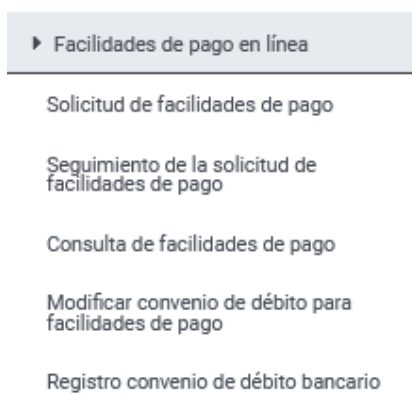 Facilidades de pago en línea
Solicitud de facilidades de pago
Seguimiento de la solicitud de
facilidades de pago
Consulta de facilidades de pago
Modificar convenio de débito para
facilidades de pago
Registro convenio de débito bancario